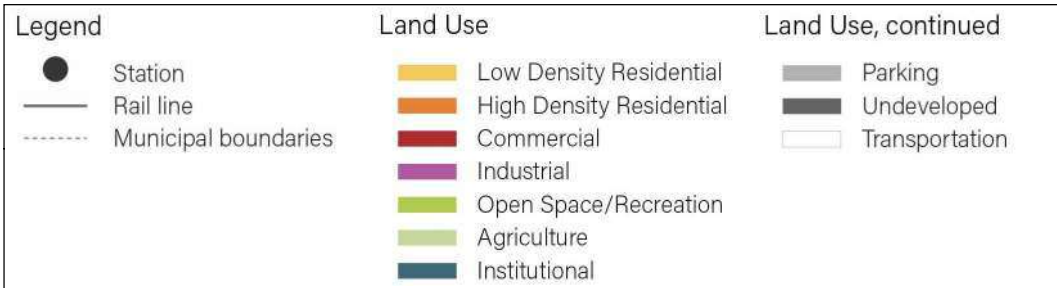 Legend
Station
Rail line
Municipal boundaries
Land Use
Low Density Residential
High Density Residential
Commercial
Industrial
Open Space/Recreation
Agriculture
Institutional
Land Use, continued
Parking
Undeveloped
Transportation